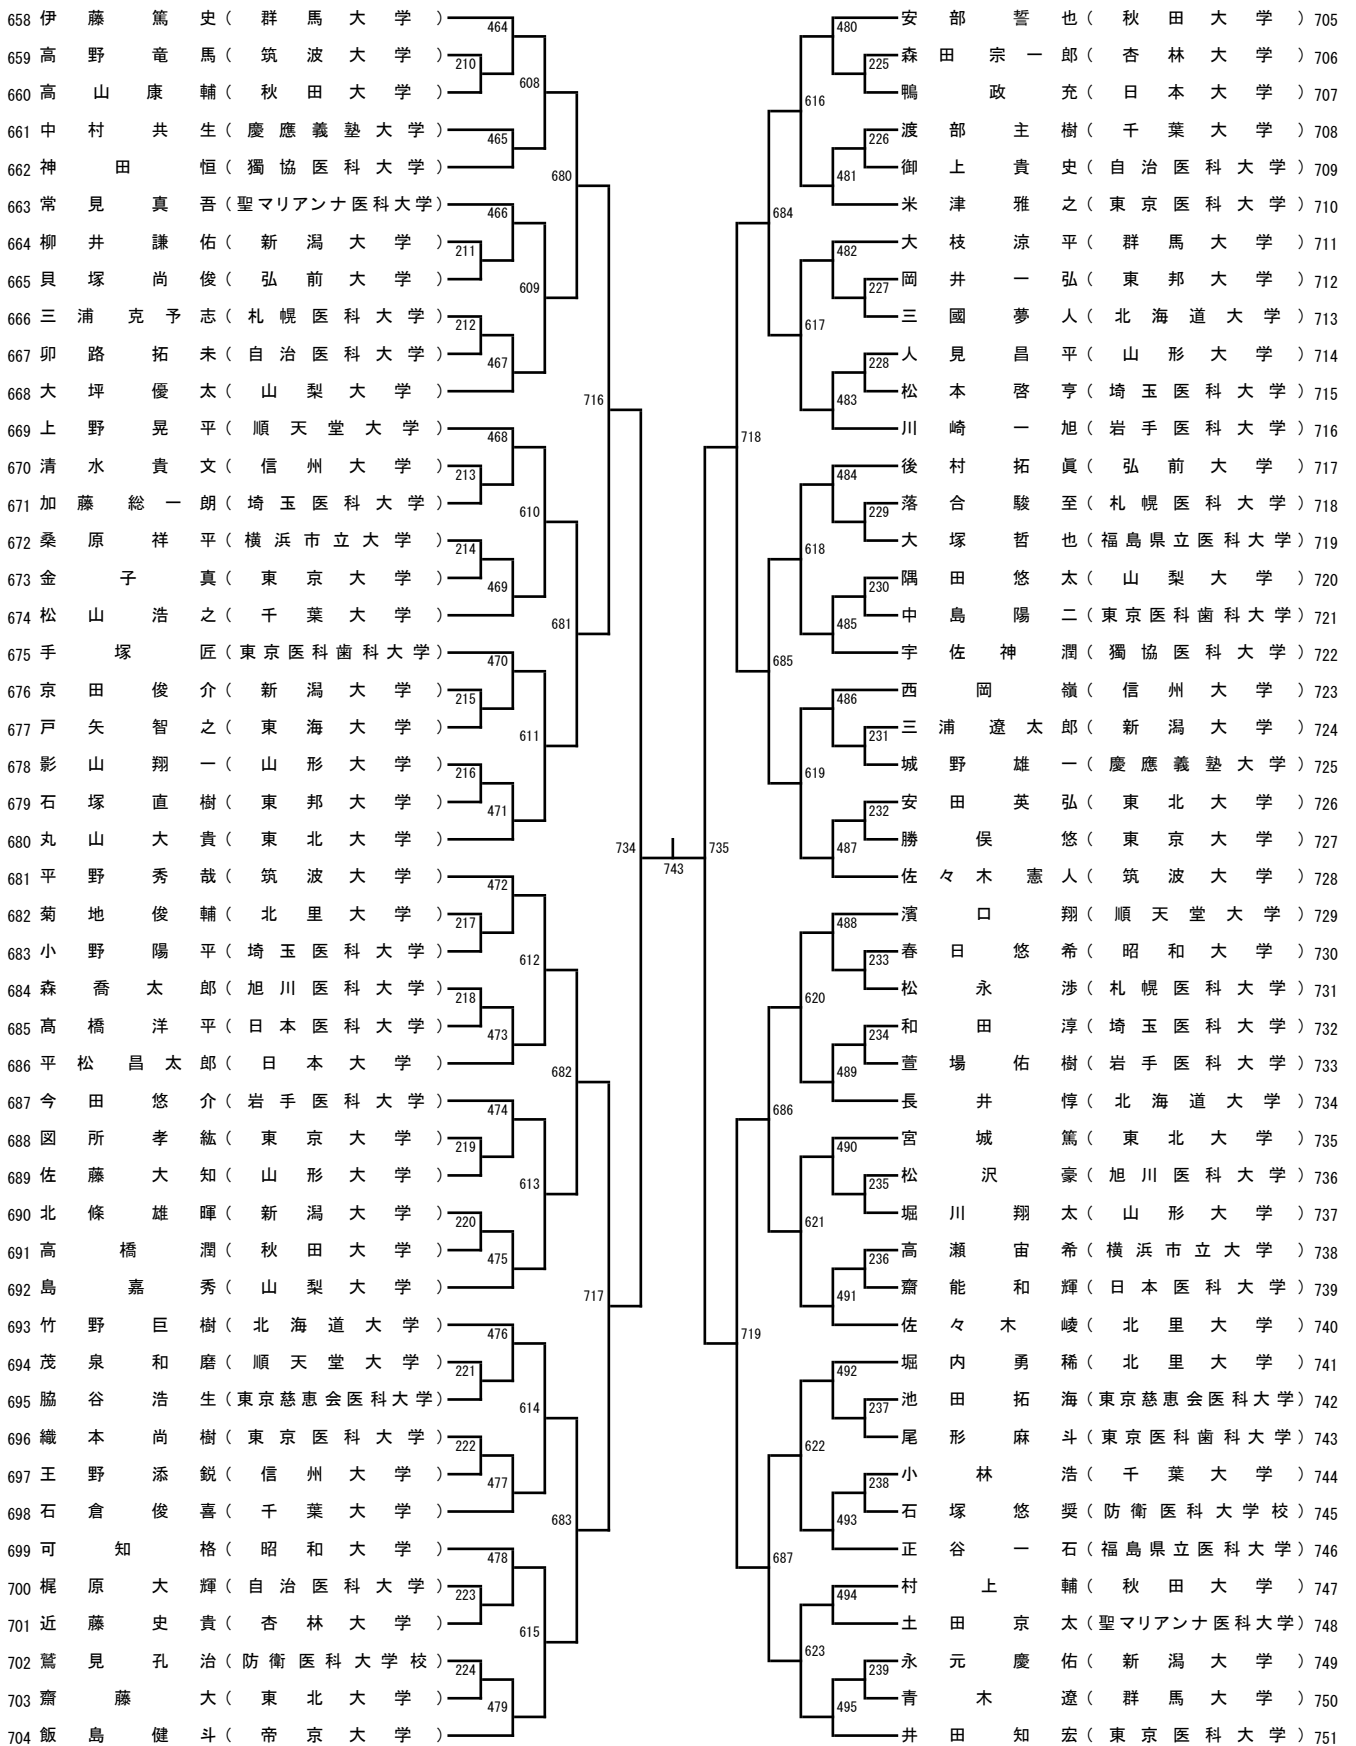 658 伊藤篤史（群馬大学）
659 高野竜馬（筑波大学）
660 高山康輔（秋田大学）
661 中村共生（慶應義塾大学）
662 神田恒（獨協医科大学）
663 常見真吾（聖マリアンナ医科大学）
664 柳井謙佑（新潟大学）
665 貝塚尚俊（弘前大学）
666 三浦克予志（札幌医科大学）
667 卯路拓未（自治医科大学）
668 大坪優太（山梨大学）
669 上野晃平（順天堂大学）
670 清水貴文（信州大学）
671 加藤総一朗（埼玉医科大学）
672 桑原祥平（横浜市立大学）
673 金子真（東京大学）
674 松山浩之（千葉大学）
675 手塚匠（東京医科歯科大学）
676 京田俊介（新潟大学）
677 戸矢智之（東海大学）
678 影山翔一（山形大学）
679 石塚直樹（東邦大学）
680 丸山大貴（東北大学）
681 平野秀哉（筑波大学）
682 菊地俊輔（北里大学）
683 小野陽平（埼玉医科大学）
684 森喬太郎（旭川医科大学）
685 髙橋洋平（日本医科大学）
686 平松昌太郎（日本大学）
687 今田悠介（岩手医科大学）
688 図所孝紘（東京大学）
689 佐藤大知（山形大学）
690 北條雄暉（新潟大学）
691 高橋潤（秋田大学）
692 島嘉秀（山梨大学）
693 竹野巨樹（北海道大学）
694 茂泉和磨（順天堂大学）
695 脇谷浩生（東京慈恵会医科大学）
696 織本尚樹（東京医科大学）
697 王野添鋭（信州大学）
698 石倉俊喜（千葉大学）
699 可知格（昭和大学）
700 梶原大輝（自治医科大学）
701 近藤史貴（杏林大学）
702 鷲見孔治（防衛医科大学校）
703 齋藤大（東北大学）
704 飯島健斗（帝京大学）
464
210
608
465
680
466
211
609
212
467
716
468
213
610
214
469
681
470
215
611
216
471
734
472
217
612
218
473
682
474
219
613
220
475
717
476
221
614
222
477
683
478
223
615
224
479
743
735
480
225
616
226
481
684
482
227
617
228
483
718
484
229
618
230
485
685
486
231
619
232
487
488
233
620
234
489
686
490
235
621
236
491
719
492
237
622
238
493
687
494
623
239
495
安部誓也（秋田大学）705
森田宗一郎（杏林大学）706
鴨政充（日本大学）707
渡部主樹（千葉大学）708
御上貴史（自治医科大学）709
米津雅之（東京医科大学）710
大枝涼平（群馬大学）711
岡井一弘（東邦大学）712
三國夢人（北海道大学）713
人見昌平（山形大学）714
松本啓亨（埼玉医科大学）715
川崎一旭（岩手医科大学）716
後村拓眞（弘前大学）717
落合駿至（札幌医科大学）718
大塚哲也（福島県立医科大学）719
隅田悠太（山梨大学）720
中島陽二（東京医科歯科大学）721
宇佐神潤（獨協医科大学）722
西岡嶺（信州大学）723
三浦遼太郎（新潟大学）724
城野雄一（慶應義塾大学）725
安田英弘（東北大学）726
勝俣悠（東京大学）727
佐々木憲人（筑波大学）728
濱口翔（順天堂大学）729
春日悠希（昭和大学）730
松永渉（札幌医科大学）731
和田淳（埼玉医科大学）732
萱場佑樹（岩手医科大学）733
長井惇（北海道大学）734
宮城篤（東北大学）735
松沢豪（旭川医科大学）736
堀川翔太（山形大学）737
高瀬宙希（横浜市立大学）738
齋能和輝（日本医科大学）739
佐々木崚（北里大学）740
堀内勇稀（北里大学）741
池田拓海（東京慈恵会医科大学）742
尾形麻斗（東京医科歯科大学）743
小林浩（千葉大学）744
石塚悠奨（防衛医科大学校）745
正谷一石（福島県立医科大学）746
村上輔（秋田大学）747
土田京太（聖マリアンナ医科大学）748
永元慶佑（新潟大学）749
青木遼（群馬大学）750
井田知宏（東京医科大学）751